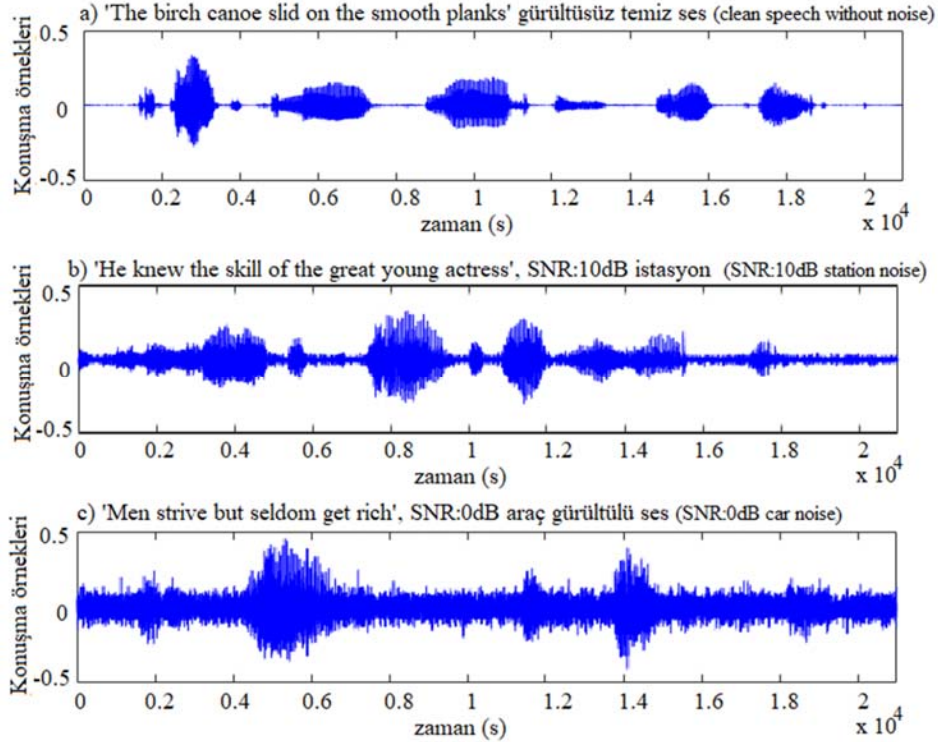 a) 'The birch canoe slid on the smooth planks' gürültüsüz temiz ses (clean speech without noise)
Konuşma örnekleri
0.5
0
-0.5
0 0.2 0.4 0.6 0.8 1 1.2 1.4 1.6 1.8 2
x 10^4
zaman (s)
b) 'He knew the skill of the great young actress', SNR:10dB istasyon (SNR:10dB station noise)
Konuşma örnekleri
0.5
0
-0.5
0 0.2 0.4 0.6 0.8 1 1.2 1.4 1.6 1.8 2
x 10^4
zaman (s)
c) 'Men strive but seldom get rich', SNR:0dB araç gürültülü ses (SNR:0dB car noise)
Konuşma örnekleri
0.5
0
-0.5
0 0.2 0.4 0.6 0.8 1 1.2 1.4 1.6 1.8 2
x 10^4
zaman (s)